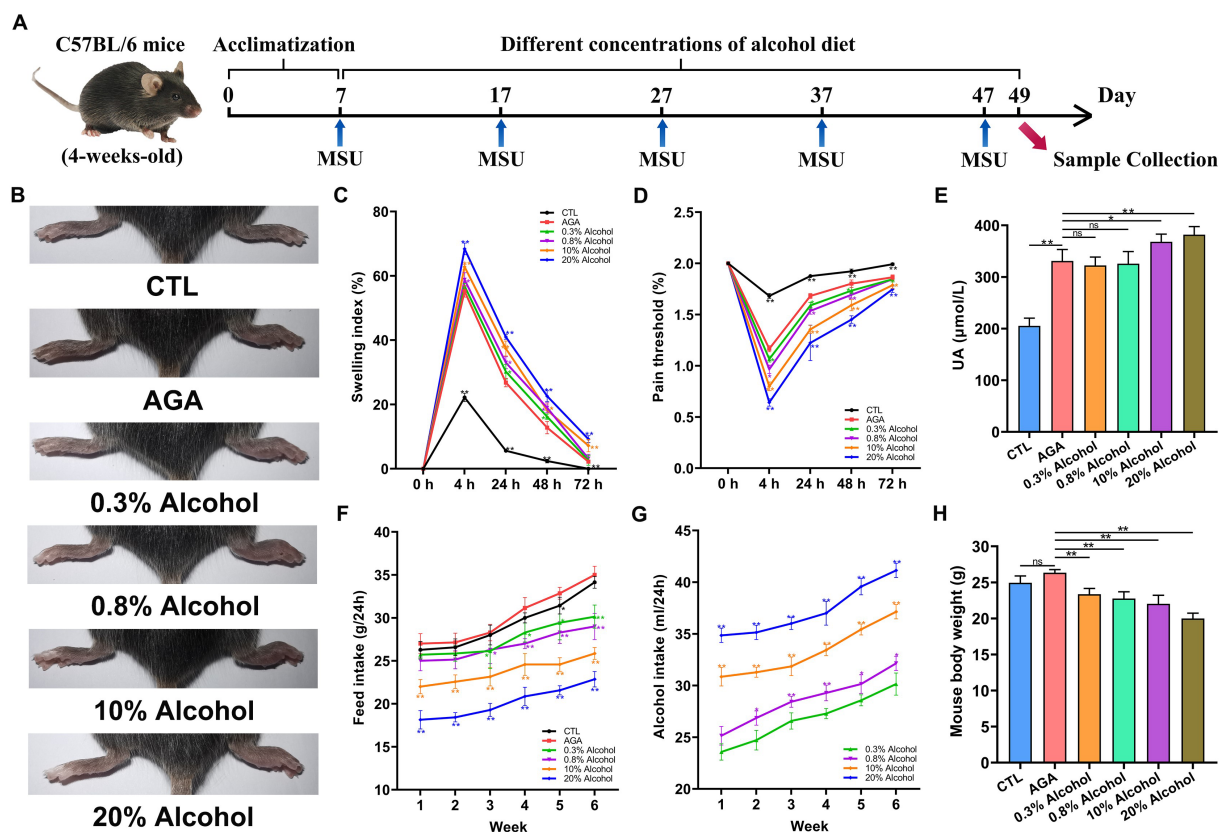 A
C57BL/6 mice
(4-weeks-old)
Acclimatization
Different concentrations of alcohol diet
0 7 17 27 37 47 49 Day
MSU MSU MSU MSU MSU Sample Collection
B
CTL
AGA
0.3% Alcohol
0.8% Alcohol
10% Alcohol
20% Alcohol
C
Swelling index (%)
80
60
40
20
0
0 h 4 h 24 h 48 h 72 h
CTL
AGA
0.3% Alcohol
0.8% Alcohol
10% Alcohol
20% Alcohol
D
Pain threshold (%)
2.5
2.0
1.5
1.0
0.5
0.0
0 h 4 h 24 h 48 h 72 h
CTL
AGA
0.3% Alcohol
0.8% Alcohol
10% Alcohol
20% Alcohol
E
UA (μmol/L)
400
300
200
100
0
**
ns
ns
*
**
CTL
AGA
0.3% Alcohol
0.8% Alcohol
10% Alcohol
20% Alcohol
F
Feed intake (g/24h)
40
35
30
25
20
15
10
1 2 3 4 5 6
Week
CTL
AGA
0.3% Alcohol
0.8% Alcohol
10% Alcohol
20% Alcohol
G
Alcohol intake (ml/24h)
45
40
35
30
25
20
1 2 3 4 5 6
Week
0.3% Alcohol
0.8% Alcohol
10% Alcohol
20% Alcohol
H
Mouse body weight (g)
30
25
20
15
10
5
0
ns
**
**
**
**
CTL
AGA
0.3% Alcohol
0.8% Alcohol
10% Alcohol
20% Alcohol